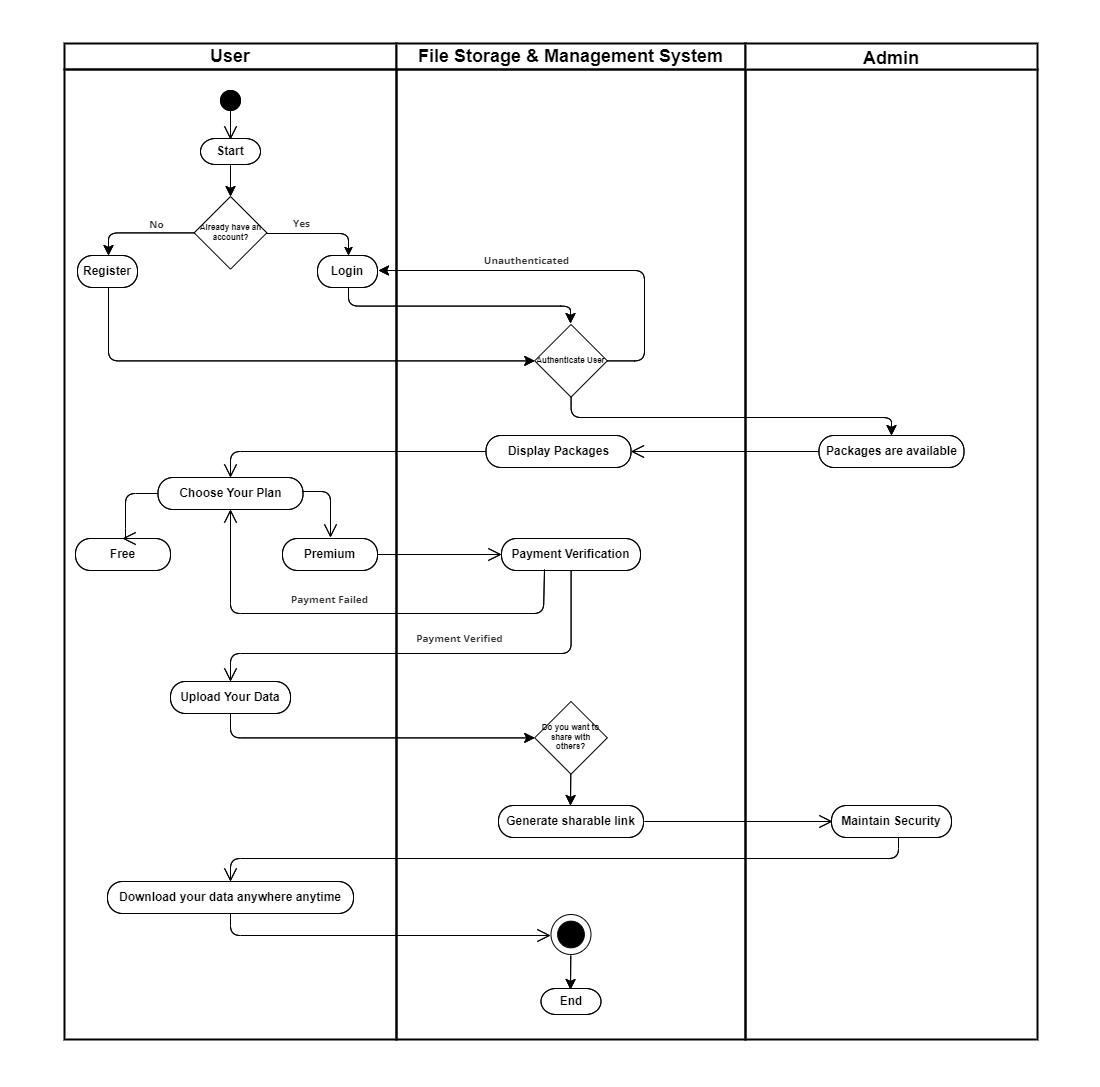 User
File Storage & Management System
Admin
Start
Already have an
account?
No
Yes
Register
Login
Unauthenticated
Authenticate User
Packages are available
Display Packages
Choose Your Plan
Free
Premium
Payment Verification
Payment Failed
Payment Verified
Upload Your Data
Do you want to
share with
others?
Generate sharable link
Maintain Security
Download your data anywhere anytime
End